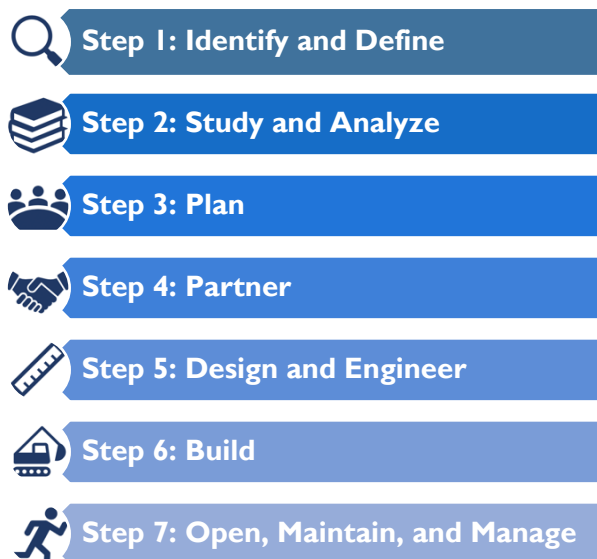 Step 1: Identify and Define
Step 2: Study and Analyze
Step 3: Plan
Step 4: Partner
Step 5: Design and Engineer
Step 6: Build
Step 7: Open, Maintain, and Manage